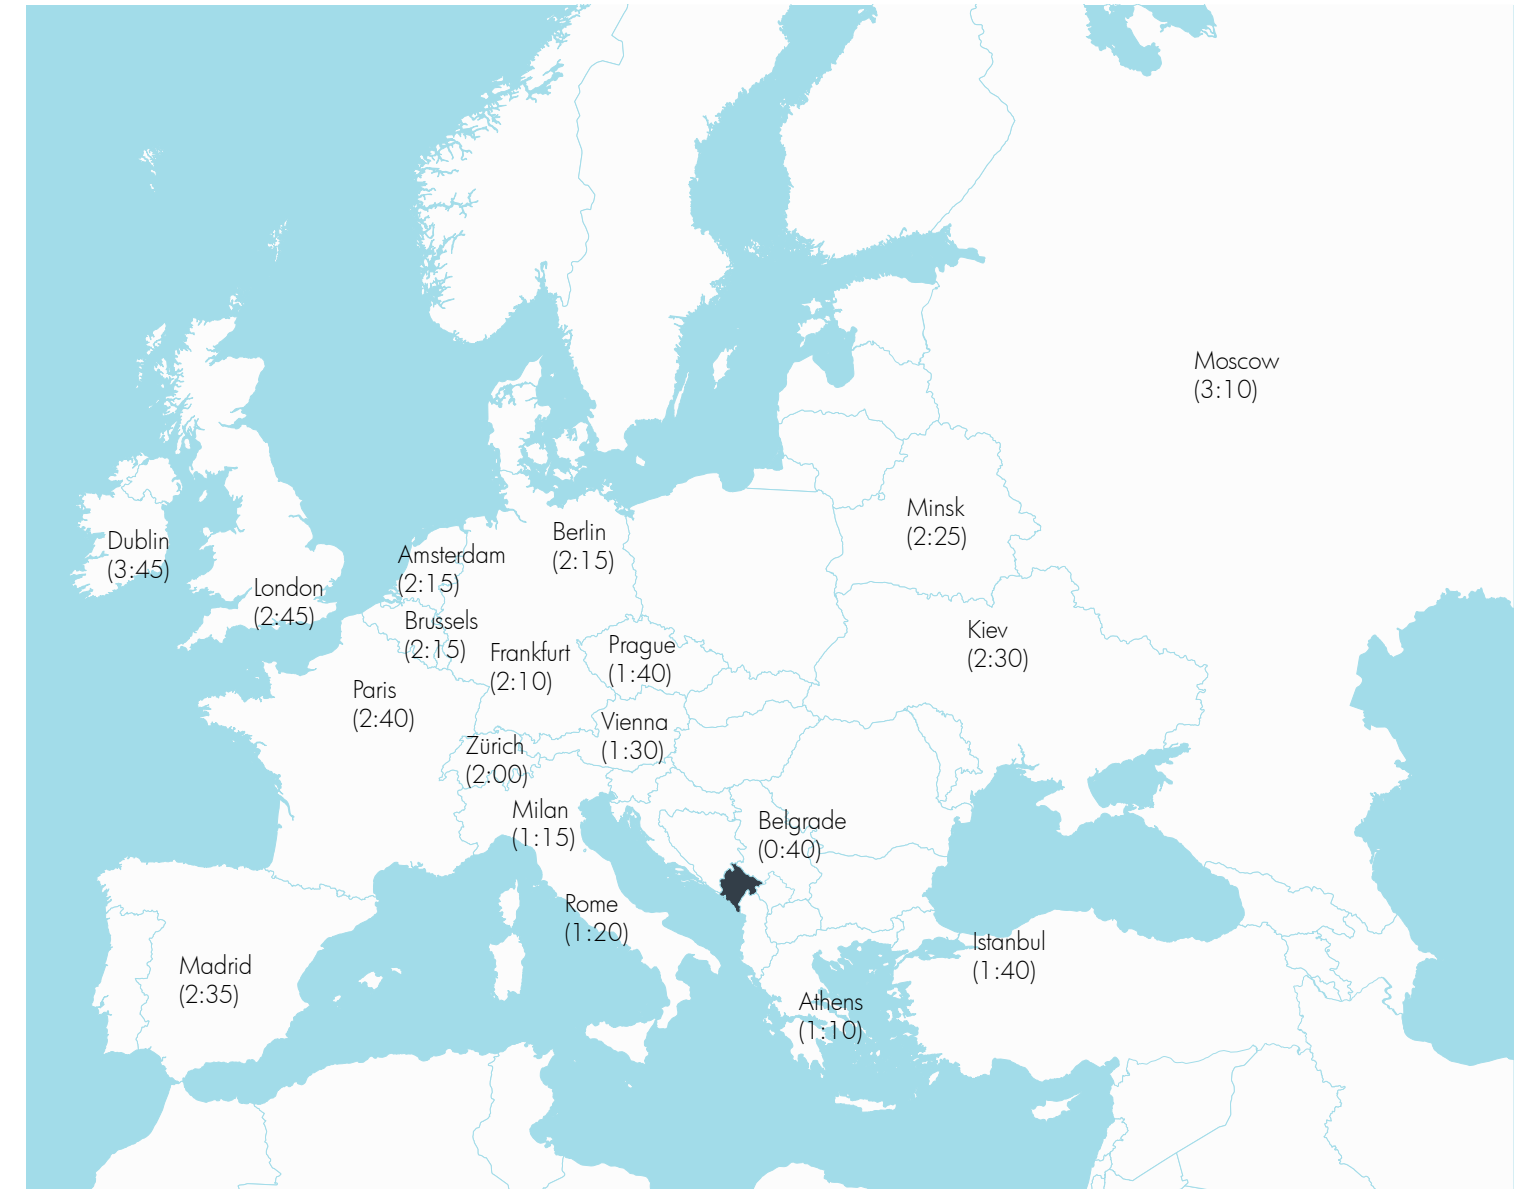 Moscow
(3:10)
Minsk
(2:25)
Dublin
(3:45)
London
(2:45)
Amsterdam
(2:15)
Berlin
(2:15)
Brussels
(2:15)
Frankfurt
(2:10)
Prague
(1:40)
Kiev
(2:30)
Paris
(2:40)
Vienna
(1:30)
Zürich
(2:00)
Milan
(1:15)
Belgrade
(0:40)
Rome
(1:20)
Madrid
(2:35)
Istanbul
(1:40)
Athens
(1:10)